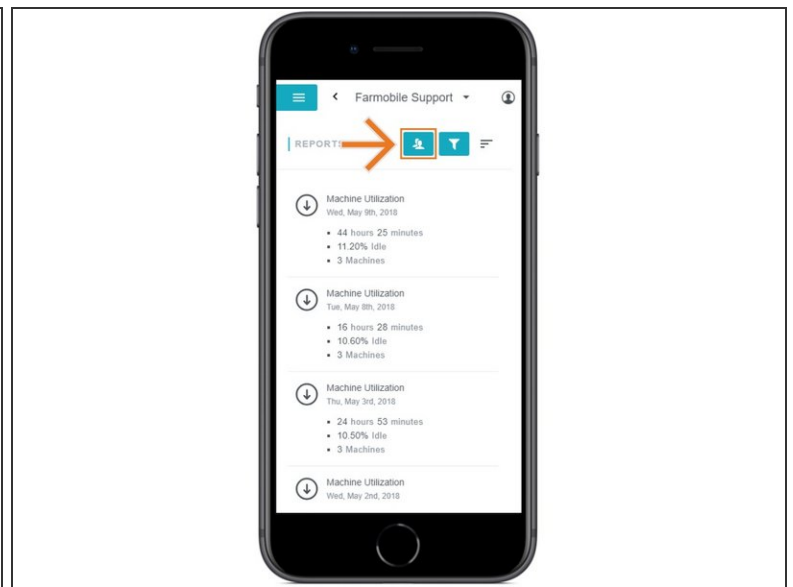 Farmobile Support
REPORTS
Machine Utilization
Wed, May 9th, 2018
44 hours 25 minutes
11.20% Idle
3 Machines
Machine Utilization
Tue, May 8th, 2018
16 hours 28 minutes
10.60% Idle
3 Machines
Machine Utilization
Thu, May 3rd, 2018
24 hours 53 minutes
10.50% Idle
3 Machines
Machine Utilization
Wed, May 2nd, 2018